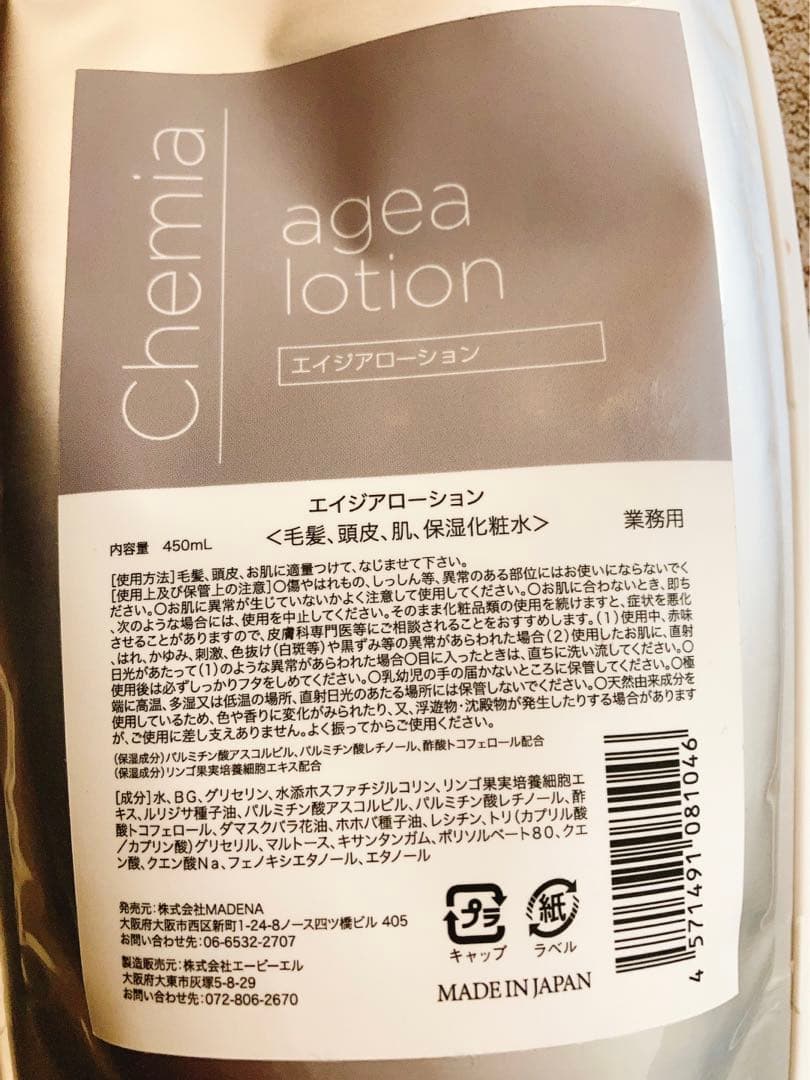 Chemia
agea
lotion
エイジアローション
エイジアローション
<毛髪、頭皮、肌、保湿化粧水>
内容量 450mL
業務用
[使用方法]毛髪、頭皮、お肌に適量つけて、なじませて下さい。
[使用上及び保管上の注意]〇傷やはれもの、しっしん等、異常のある部位にはお使いにならないでく
ださい。〇お肌に異常が生じていないかよく注意して使用してください。〇お肌に合わないとき、即ち
、次のような場合には、使用を中止してください。そのまま化粧品類の使用を続けますと、症状を悪化
させることがありますので、皮膚科専門医等にご相談されることをおすすめします。(1)使用中、赤味
、はれ、かゆみ、刺激、色抜け(白斑等)や黒ずみ等の異常があらわれた場合(2)使用したお肌に、直射
日光があたって(1)のような異常があらわれた場合〇目に入ったときは、直ちに洗い流してください。〇
使用後は必ずしっかりフタをしめてください。〇乳幼児の手の届かないところに保管してください。〇極
端に高温、多湿又は低温の場所、直射日光のあたる場所には保管しないでください。〇天然由来成分を
使用しているため、色や香りに変化がみられたり、又、浮遊物・沈殿物が発生したりする場合があります
が、ご使用に差し支えありません。よく振ってからご使用ください。
(保湿成分)パルミチン酸アスコルビル、パルミチン酸レチノール、酢酸トコフェロール配合
(保湿成分)リンゴ果実培養細胞エキス配合
[成分]水、BG、グリセリン、水添ホスファチジルコリン、リンゴ果実培養細胞エ
キス、ルリジサ種子油、パルミチン酸アスコルビル、パルミチン酸レチノール、酢
酸トコフェロール、ダマスクバラ花油、ホホバ種子油、レシチン、トリ(カプリル酸
/カプリン酸)グリセリル、マルトース、キサンタンガム、ポリソルベート80、クエ
ン酸、クエン酸Na、フェノキシエタノール、エタノール
発売元:株式会社MADENA
大阪府大阪市西区新町1-24-8ノース四ツ橋ビル 405
お問い合わせ先:06-6532-2707
製造販売元:株式会社エービーエル
大阪府大東市灰塚5-8-29
お問い合わせ先:072-806-2670
プラ
キャップ
紙
ラベル
MADE IN JAPAN
4 571491 081046